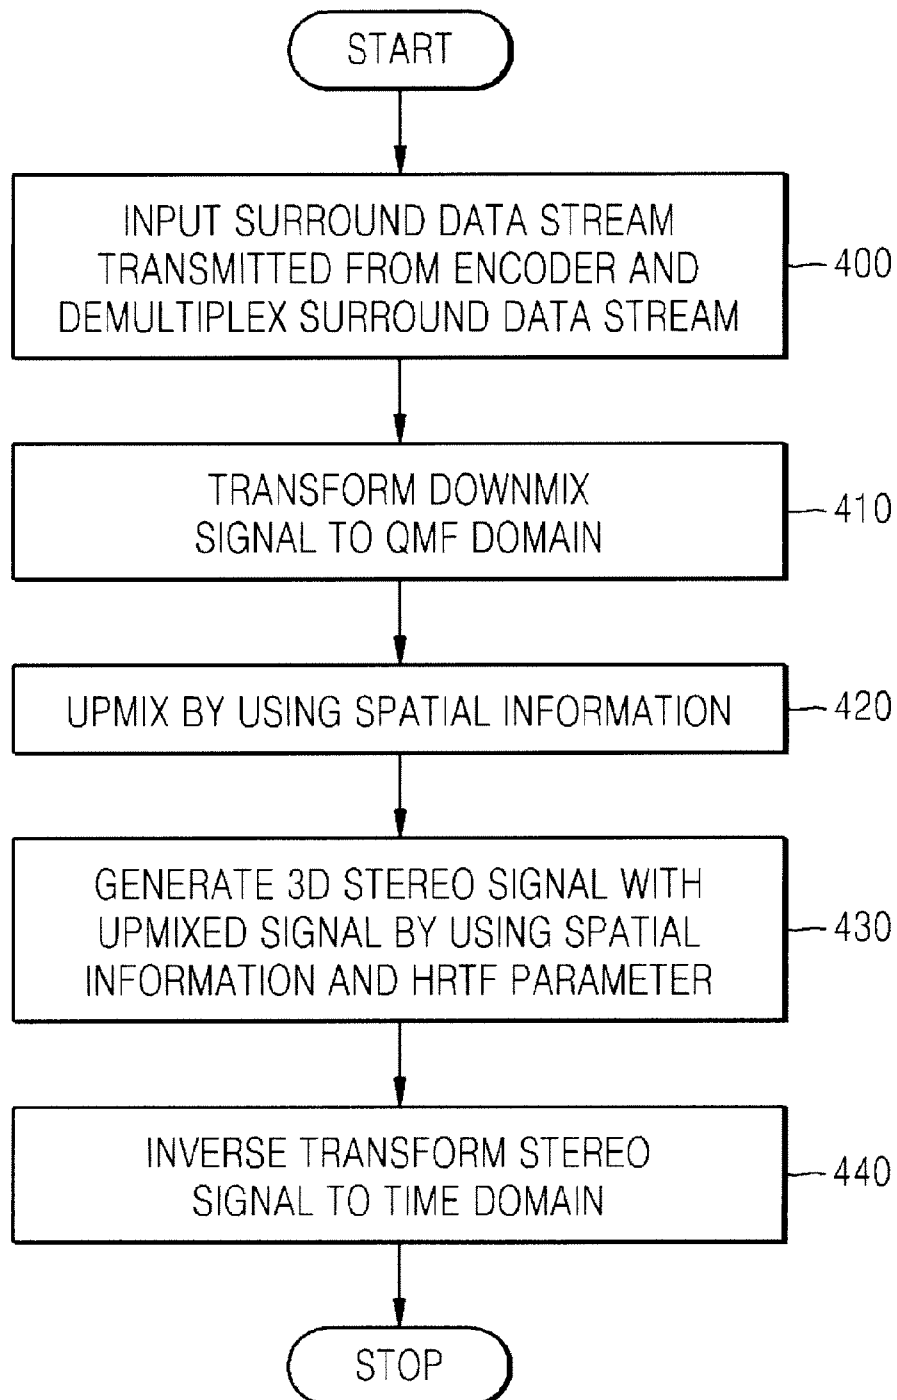 START
INPUT SURROUND DATA STREAM
TRANSMITTED FROM ENCODER AND
DEMULTIPLEX SURROUND DATA STREAM
400
TRANSFORM DOWNMIX
SIGNAL TO QMF DOMAIN
410
UPMIX BY USING SPATIAL INFORMATION
420
GENERATE 3D STEREO SIGNAL WITH
UPMIXED SIGNAL BY USING SPATIAL
INFORMATION AND HRTF PARAMETER
430
INVERSE TRANSFORM STEREO
SIGNAL TO TIME DOMAIN
440
STOP